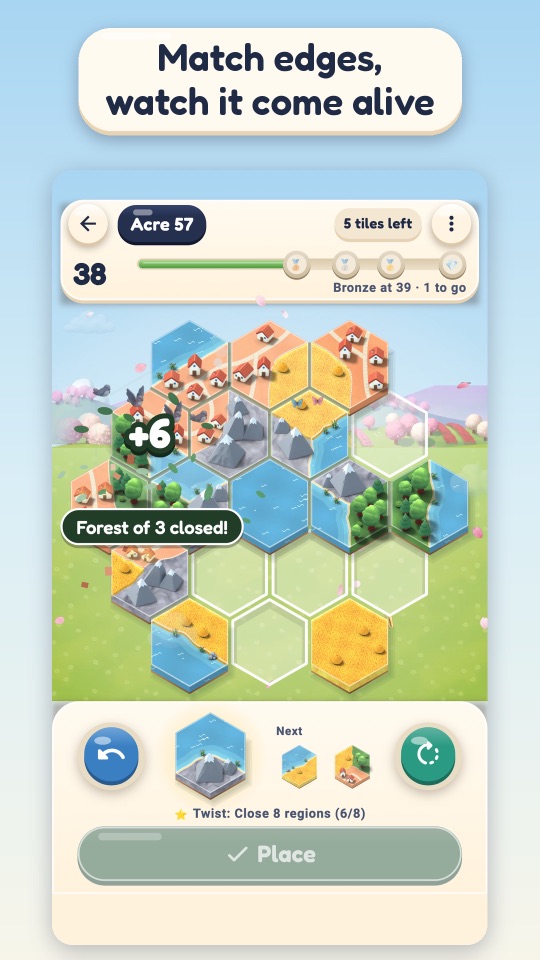 Match edges,
watch it come alive
Acre 57
5 tiles left
38
Bronze at 39 · 1 to go
+6
Forest of 3 closed!
Next
Twist: Close 8 regions (6/8)
Place